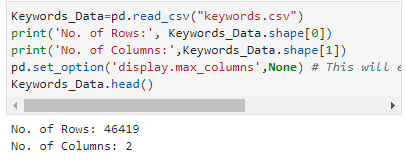 Keywords_Data=pd.read_csv("keywords.csv")
print('No. of Rows:', Keywords_Data.shape[0])
print('No. of Columns:',Keywords_Data.shape[1])
pd.set_option('display.max_columns',None) # This will
Keywords_Data.head()
No. of Rows: 46419
No. of Columns: 2